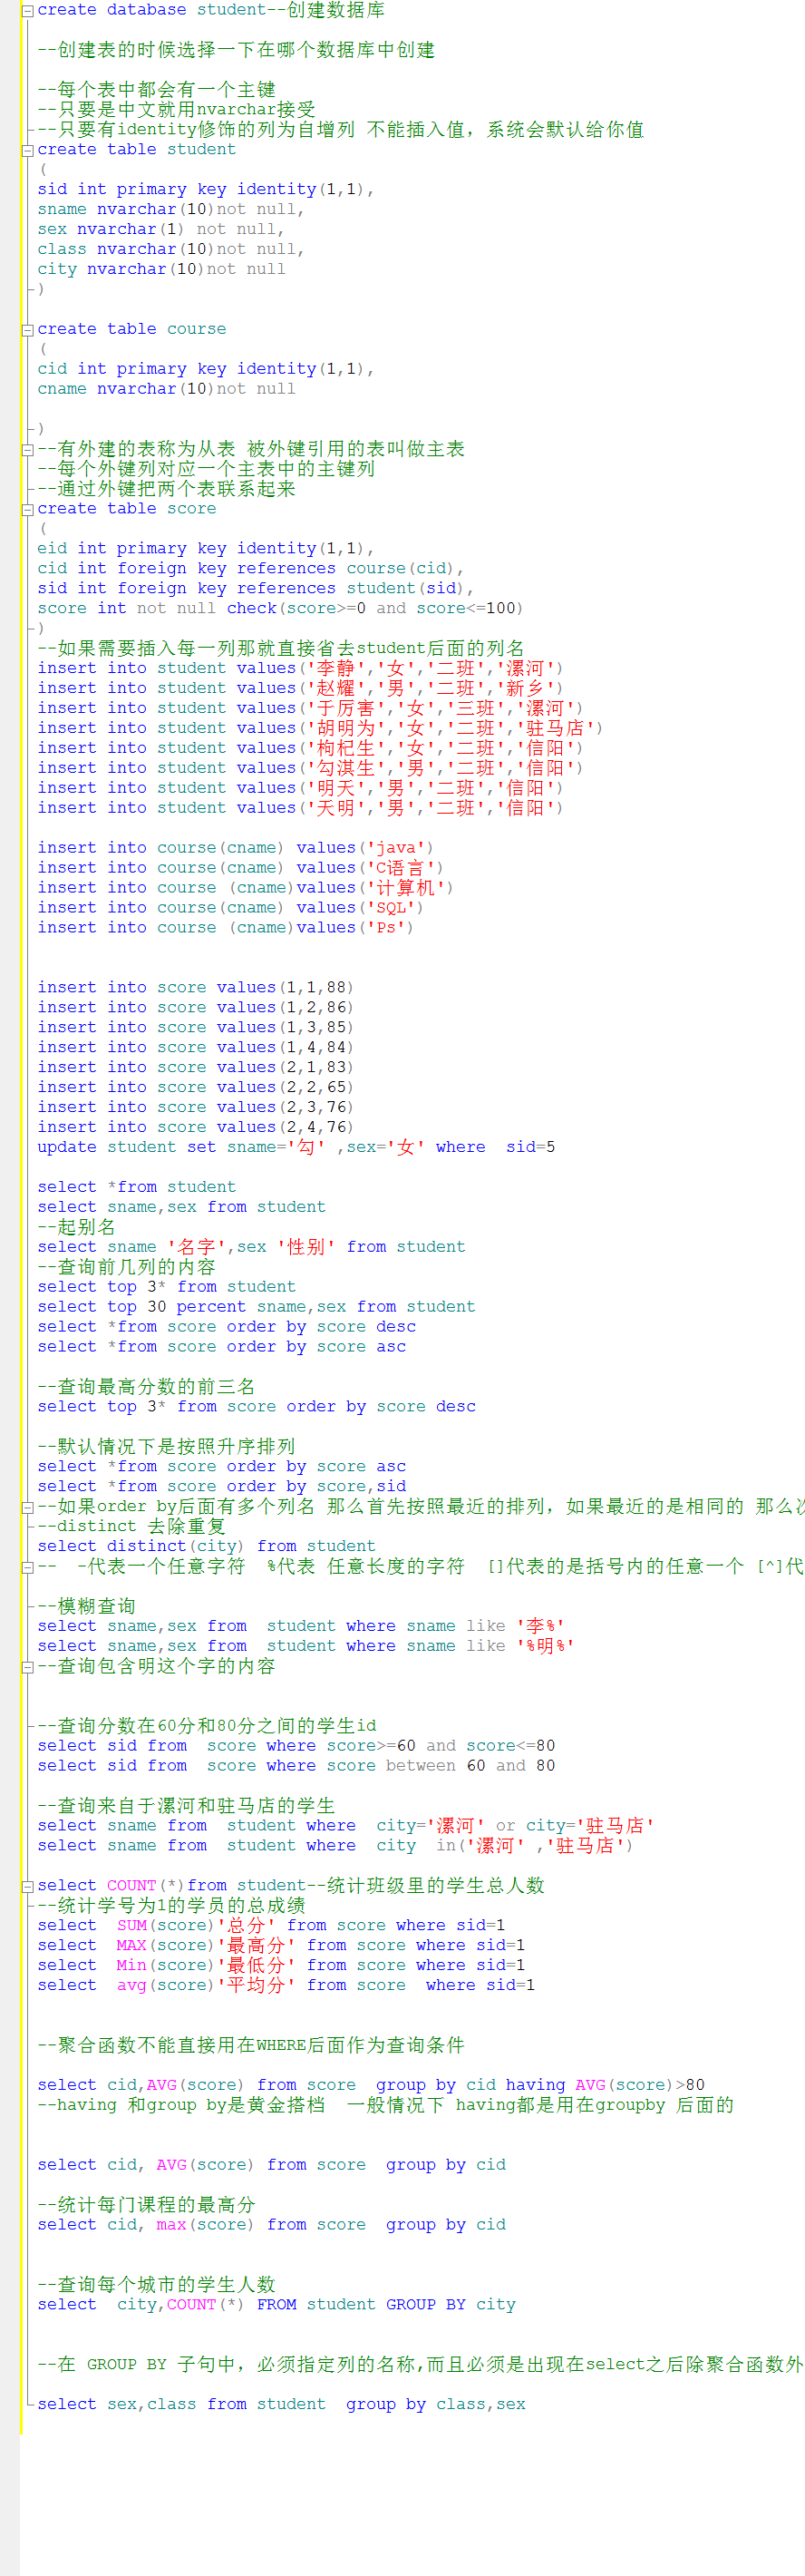 create database student--创建数据库
--创建表的时候选择一下在哪个数据库中创建
--每个表中都会有一个主键
--只要是中文就用nvarchar接受
--只要有identity修饰的列为自增列 不能插入值，系统会默认给你值
create table student
(
sid int primary key identity(1,1),
sname nvarchar(10)not null,
sex nvarchar(1) not null,
class nvarchar(10)not null,
city nvarchar(10)not null
)
create table course
(
cid int primary key identity(1,1),
cname nvarchar(10)not null
)
--有外建的表称为从表 被外键引用的表叫做主表
--每个外键列对应一个主表中的主键列
--通过外键把两个表联系起来
create table score
(
eid int primary key identity(1,1),
cid int foreign key references course(cid),
sid int foreign key references student(sid),
score int not null check(score>=0 and score<=100)
)
--如果需要插入每一列那就直接省去student后面的列名
insert into student values('李静','女','二班','漯河')
insert into student values('赵耀','男','二班','新乡')
insert into student values('于厉害','女','三班','漯河')
insert into student values('胡明为','女','二班','驻马店')
insert into student values('枸杞生','女','二班','信阳')
insert into student values('勾淇生','男','二班','信阳')
insert into student values('明天','男','二班','信阳')
insert into student values('天明','男','二班','信阳')
insert into course(cname) values('java')
insert into course(cname) values('C语言')
insert into course (cname)values('计算机')
insert into course(cname) values('SQL')
insert into course (cname)values('Ps')
insert into score values(1,1,88)
insert into score values(1,2,86)
insert into score values(1,3,85)
insert into score values(1,4,84)
insert into score values(2,1,83)
insert into score values(2,2,65)
insert into score values(2,3,76)
insert into score values(2,4,76)
update student set sname='勾' ,sex='女' where  sid=5
select *from student
select sname,sex from student
--起别名
select sname '名字',sex '性别' from student
--查询前几列的内容
select top 3* from student
select top 30 percent sname,sex from student
select *from score order by score desc
select *from score order by score asc
--查询最高分数的前三名
select top 3* from score order by score desc
--默认情况下是按照升序排列
select *from score order by score asc
select *from score order by score,sid
--如果order by后面有多个列名 那么首先按照最近的排列，如果最近的是相同的 那么次
--distinct 去除重复
select distinct(city) from student
--  -代表一个任意字符  %代表 任意长度的字符  []代表的是括号内的任意一个 [^]代
--模糊查询
select sname,sex from  student where sname like '李%'
select sname,sex from  student where sname like '%明%'
--查询包含明这个字的内容
--查询分数在60分和80分之间的学生id
select sid from  score where score>=60 and score<=80
select sid from  score where score between 60 and 80
--查询来自于漯河和驻马店的学生
select sname from  student where  city='漯河' or city='驻马店'
select sname from  student where  city  in('漯河' ,'驻马店')
select COUNT(*)from student--统计班级里的学生总人数
--统计学号为1的学员的总成绩
select  SUM(score)'总分' from score where sid=1
select  MAX(score)'最高分' from score where sid=1
select  Min(score)'最低分' from score where sid=1
select  avg(score)'平均分' from score  where sid=1
--聚合函数不能直接用在WHERE后面作为查询条件
select cid,AVG(score) from score  group by cid having AVG(score)>80
--having 和group by是黄金搭档  一般情况下 having都是用在groupby 后面的
select cid, AVG(score) from score  group by cid
--统计每门课程的最高分
select cid, max(score) from score  group by cid
--查询每个城市的学生人数
select  city,COUNT(*) FROM student GROUP BY city
--在 GROUP BY 子句中，必须指定列的名称,而且必须是出现在select之后除聚合函数外
select sex,class from student  group by class,sex